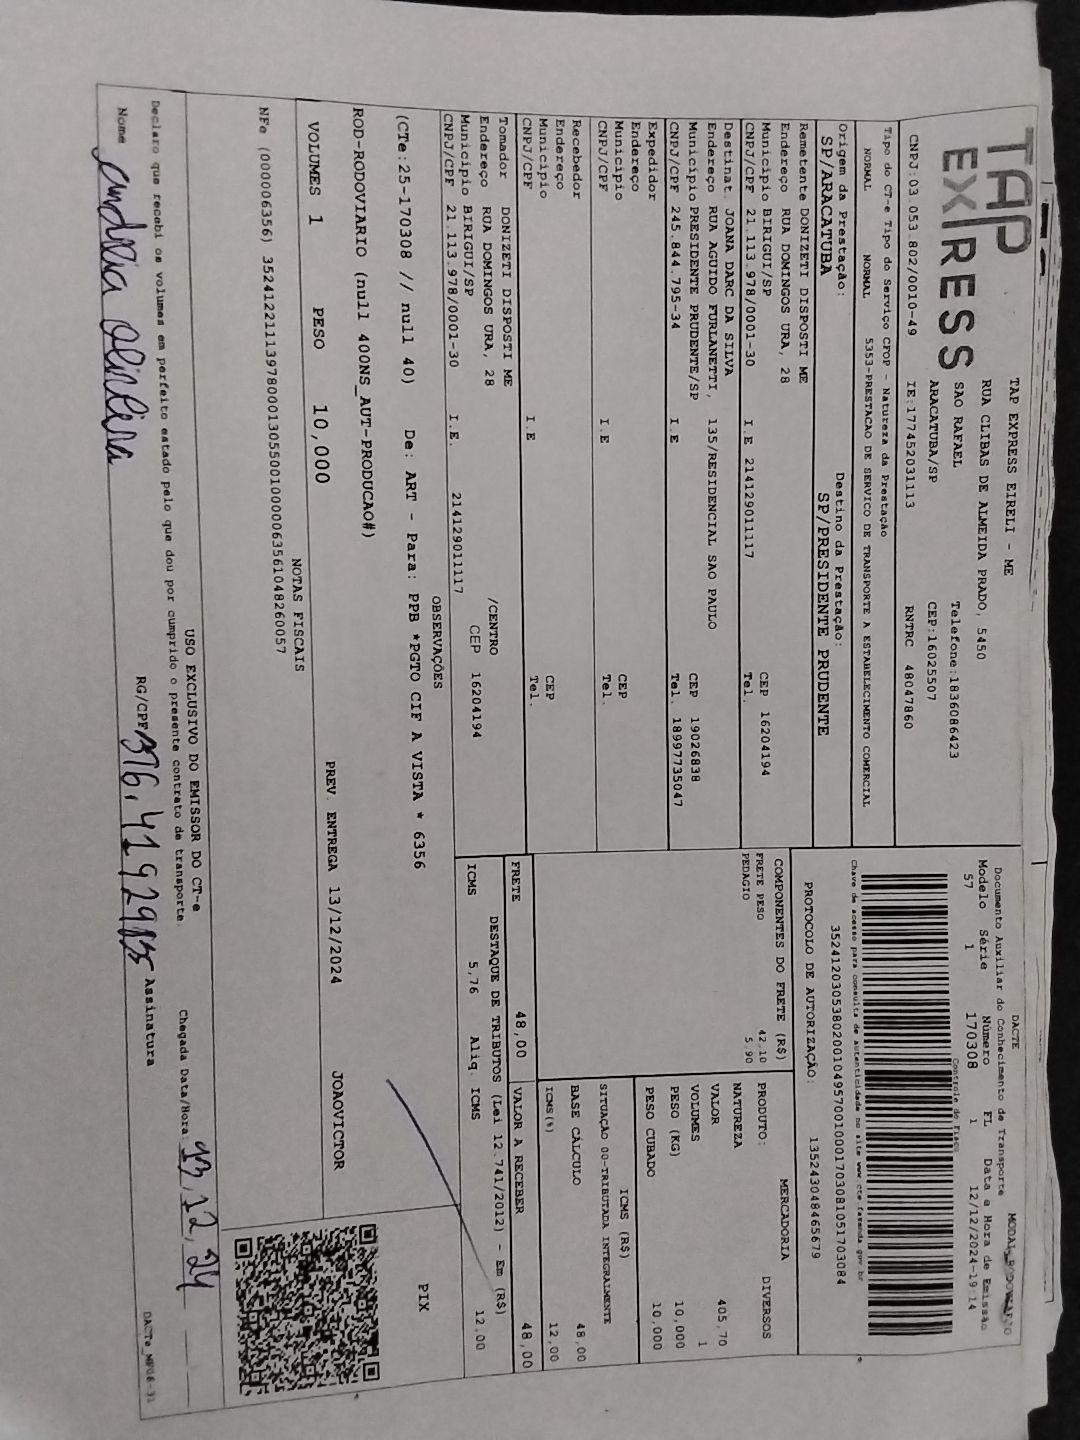 TAP EXPRESS
TAP EXPRESS EIRELI - ME
RUA CLIBAS DE ALMEIDA PRADO, 5450
SAO RAFAEL Telefone:1836086423
ARACATUBA/SP CEP:16025507
CNPJ:03.053.802/0010-49 IE:177452031113 RNTRC 48047860
Tipo do CT-e Tipo do Serviço CFOP - Natureza da Prestação
NORMAL NORMAL 5353-PRESTACAO DE SERVICO DE TRANSPORTE A ESTABELECIMENTO COMERCIAL
Origem da Prestação: Destino da Prestação:
SP/ARACATUBA SP/PRESIDENTE PRUDENTE
Remetente DONIZETI DISPOSTI ME
Endereço RUA DOMINGOS URA, 28
Município BIRIGUI/SP CEP 16204194
CNPJ/CPF 21.113.978/0001-30 I.E 214129011117 Tel.
Destinat. JOANA DARC DA SILVA
Endereço RUA AGUIDO FURLANETTI, 135/RESIDENCIAL SAO PAULO
Município PRESIDENTE PRUDENTE/SP CEP 19026838
CNPJ/CPF 245.844.795-34 I.E Tel. 18997735047
Expedidor
Endereço
Município CEP
CNPJ/CPF I.E Tel.
Recebedor
Endereço
Município CEP
CNPJ/CPF I.E Tel.
Tomador DONIZETI DISPOSTI ME
Endereço RUA DOMINGOS URA, 28 /CENTRO
Município BIRIGUI/SP CEP 16204194
CNPJ/CPF 21.113.978/0001-30 I.E. 214129011117
DACTE MODAL RODOVIARIO
Documento Auxiliar do Conhecimento de Transporte
Modelo Série Número FL Data e Hora de Emissão
57 1 170308 1 12/12/2024-19:14
Controle do Fisco
Chave de acesso para consulta de autenticidade no site www.cte.fazenda.gov.br
35241203053802001049570010001703081051703084
PROTOCOLO DE AUTORIZAÇÃO: 135243048465679
COMPONENTES DO FRETE (R$)
FRETE PESO 42,10
PEDAGIO 5,90
MERCADORIA
PRODUTO: DIVERSOS
NATUREZA
VALOR 405,70
VOLUMES 1
PESO (KG) 10,000
PESO CUBADO 10,000
ICMS (R$)
SITUAÇÃO 00-TRIBUTADA INTEGRALMENTE
BASE CÁLCULO 48,00
ICMS(%) 12,00
FRETE 48,00 VALOR A RECEBER 48,00
DESTAQUE DE TRIBUTOS (Lei 12.741/2012) - Em (R$)
ICMS 5,76 Aliq. ICMS 12,00
OBSERVAÇÕES
(CTe:25-170308 // null 40) De: ART - Para: PPB *PGTO CIF A VISTA * 6356
ROD-RODOVIARIO (null 400NS_AUT-PRODUCAO#)
PIX
VOLUMES 1 PESO 10,000 PREV. ENTREGA 13/12/2024 JOAOVICTOR
NOTAS FISCAIS
NFe (000006356) 35241221113978000130550010000063561048260057
USO EXCLUSIVO DO EMISSOR DO CT-e
Declaro que recebi os volumes em perfeito estado pelo que dou por cumprido o presente contrato de transporte. Chegada Data/Hora: 13,12,24
Nome Andréia Oliveira RG/CPF Assinatura